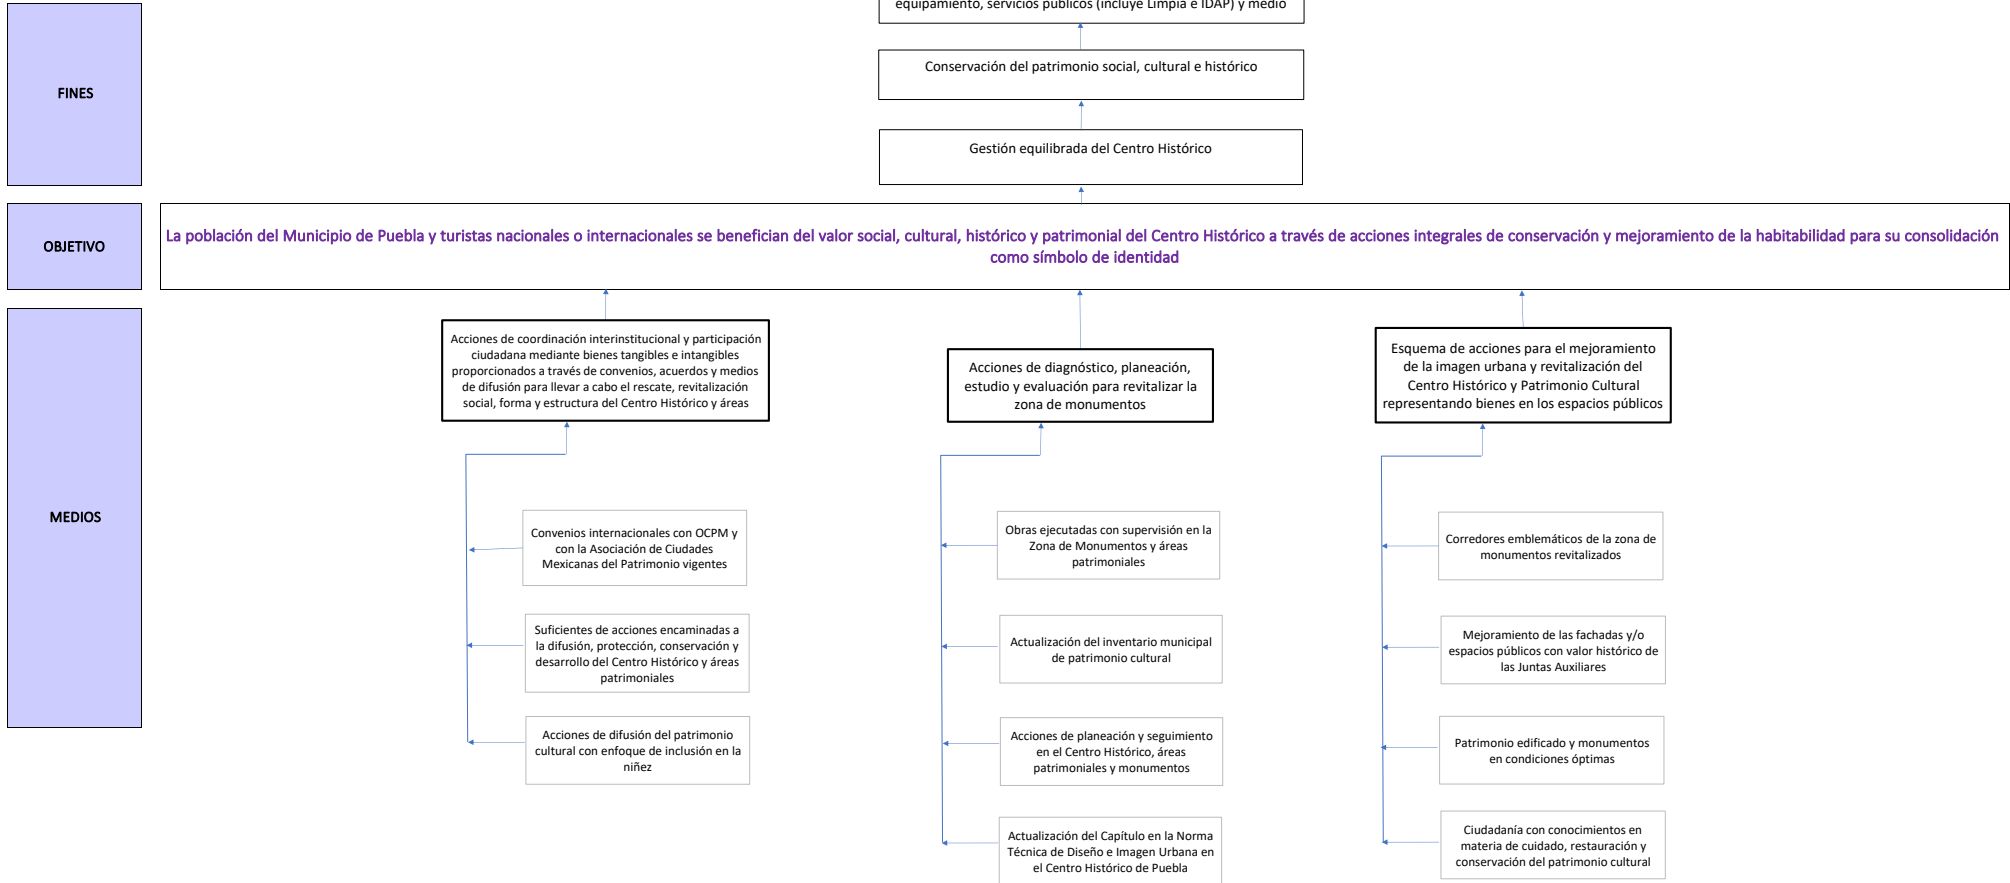 equipamiento, servicios públicos (incluye Limpia e IDAP) y medio
FINES
Conservación del patrimonio social, cultural e histórico
Gestión equilibrada del Centro Histórico
OBJETIVO
La población del Municipio de Puebla y turistas nacionales o internacionales se benefician del valor social, cultural, histórico y patrimonial del Centro Histórico a través de acciones integrales de conservación y mejoramiento de la habitabilidad para su consolidación
como símbolo de identidad
MEDIOS
Acciones de coordinación interinstitucional y participación
ciudadana mediante bienes tangibles e intangibles
proporcionados a través de convenios, acuerdos y medios
de difusión para llevar a cabo el rescate, revitalización
social, forma y estructura del Centro Histórico y áreas
Convenios internacionales con OCPM y
con la Asociación de Ciudades
Mexicanas del Patrimonio vigentes
Suficientes de acciones encaminadas a
la difusión, protección, conservación y
desarrollo del Centro Histórico y áreas
patrimoniales
Acciones de difusión del patrimonio
cultural con enfoque de inclusión en la
niñez
Acciones de diagnóstico, planeación,
estudio y evaluación para revitalizar la
zona de monumentos
Obras ejecutadas con supervisión en la
Zona de Monumentos y áreas
patrimoniales
Actualización del inventario municipal
de patrimonio cultural
Acciones de planeación y seguimiento
en el Centro Histórico, áreas
patrimoniales y monumentos
Actualización del Capítulo en la Norma
Técnica de Diseño e Imagen Urbana en
el Centro Histórico de Puebla
Esquema de acciones para el mejoramiento
de la imagen urbana y revitalización del
Centro Histórico y Patrimonio Cultural
representando bienes en los espacios públicos
Corredores emblemáticos de la zona de
monumentos revitalizados
Mejoramiento de las fachadas y/o
espacios públicos con valor histórico de
las Juntas Auxiliares
Patrimonio edificado y monumentos
en condiciones óptimas
Ciudadanía con conocimientos en
materia de cuidado, restauración y
conservación del patrimonio cultural